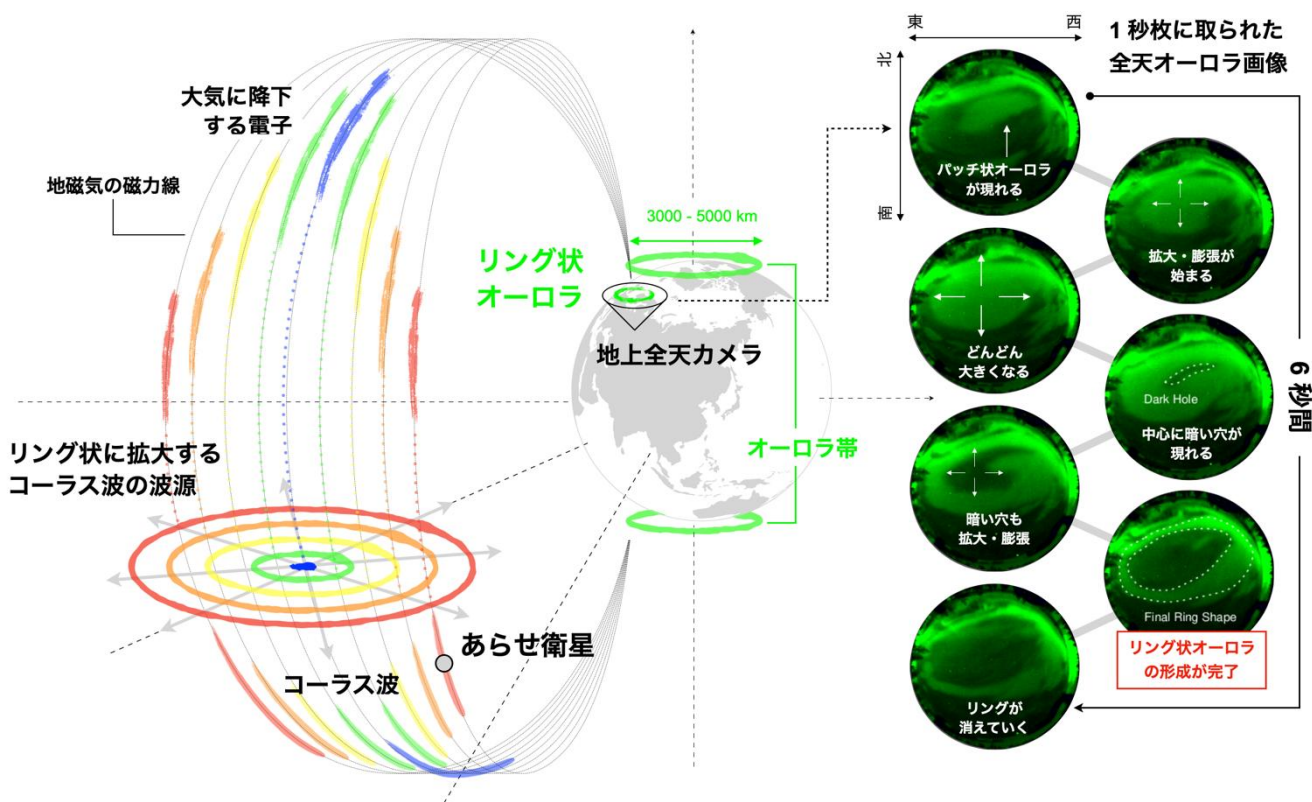 大気に降下
する電子
地磁気の磁力線
リング状に拡大する
コーラス波の波源
コーラス波
あらせ衛星
3000 - 5000 km
リング状
オーロラ
地上全天カメラ
オーロラ帯
東
西
北
南
1 秒枚に取られた
全天オーロラ画像
パッチ状オーロラ
が現れる
拡大・膨張が
始まる
どんどん
大きくなる
Dark Hole
中心に暗い穴が
現れる
暗い穴も
拡大・膨張
Final Ring Shape
リング状オーロラ
の形成が完了
リングが
消えていく
6 秒間